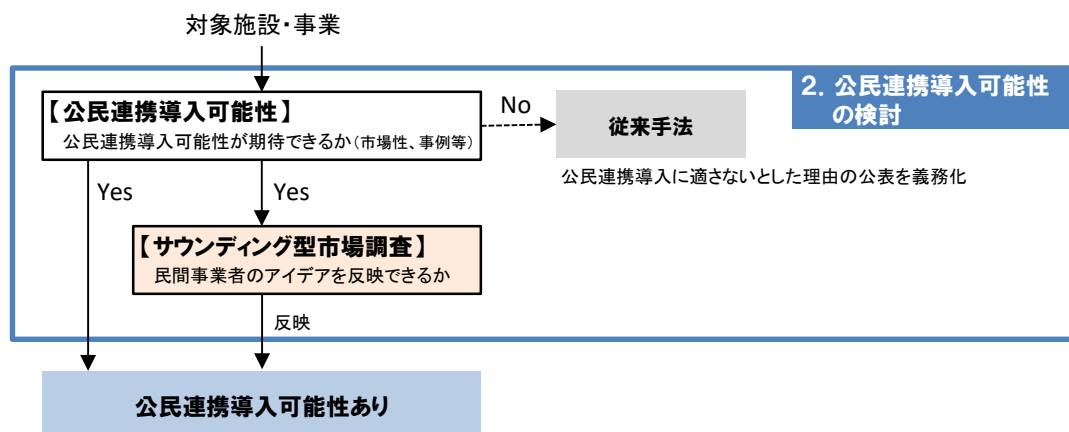 対象施設・事業
2. 公民連携導入可能性
の検討
【公民連携導入可能性】
公民連携導入可能性が期待できるか(市場性、事例等)
No
従来手法
公民連携導入に適さないとした理由の公表を義務化
Yes
Yes
【サウンディング型市場調査】
民間事業者のアイデアを反映できるか
反映
公民連携導入可能性あり